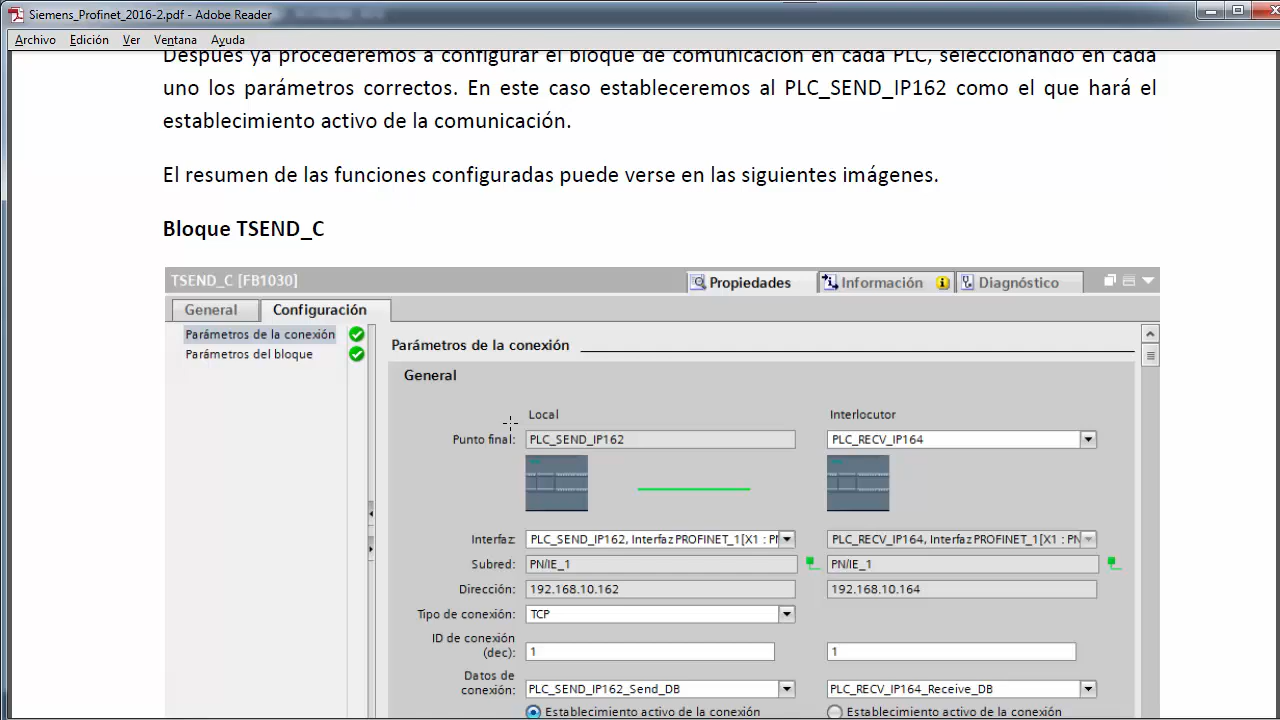 Siemens_Profinet_2016-2.pdf - Adobe Reader
Archivo Edición Ver Ventana Ayuda
Después ya procederemos a configurar el bloque de comunicación en cada PLC, seleccionando en cada
uno los parámetros correctos. En este caso estableceremos al PLC_SEND_IP162 como el que hará el
establecimiento activo de la comunicación.
El resumen de las funciones configuradas puede verse en las siguientes imágenes.
Bloque TSEND_C
TSEND_C [FB1030]
Propiedades Información Diagnóstico
General Configuración
Parámetros de la conexión
Parámetros del bloque
Parámetros de la conexión
General
Local Interlocutor
Punto final: PLC_SEND_IP162 PLC_RECV_IP164
Interfaz: PLC_SEND_IP162, Interfaz PROFINET_1[X1 : PN PLC_RECV_IP164, Interfaz PROFINET_1[X1 : PN
Subred: PN/IE_1 PN/IE_1
Dirección: 192.168.10.162 192.168.10.164
Tipo de conexión: TCP
ID de conexión
(dec): 1 1
Datos de
conexión: PLC_SEND_IP162_Send_DB PLC_RECV_IP164_Receive_DB
Establecimiento activo de la conexión Establecimiento activo de la conexión